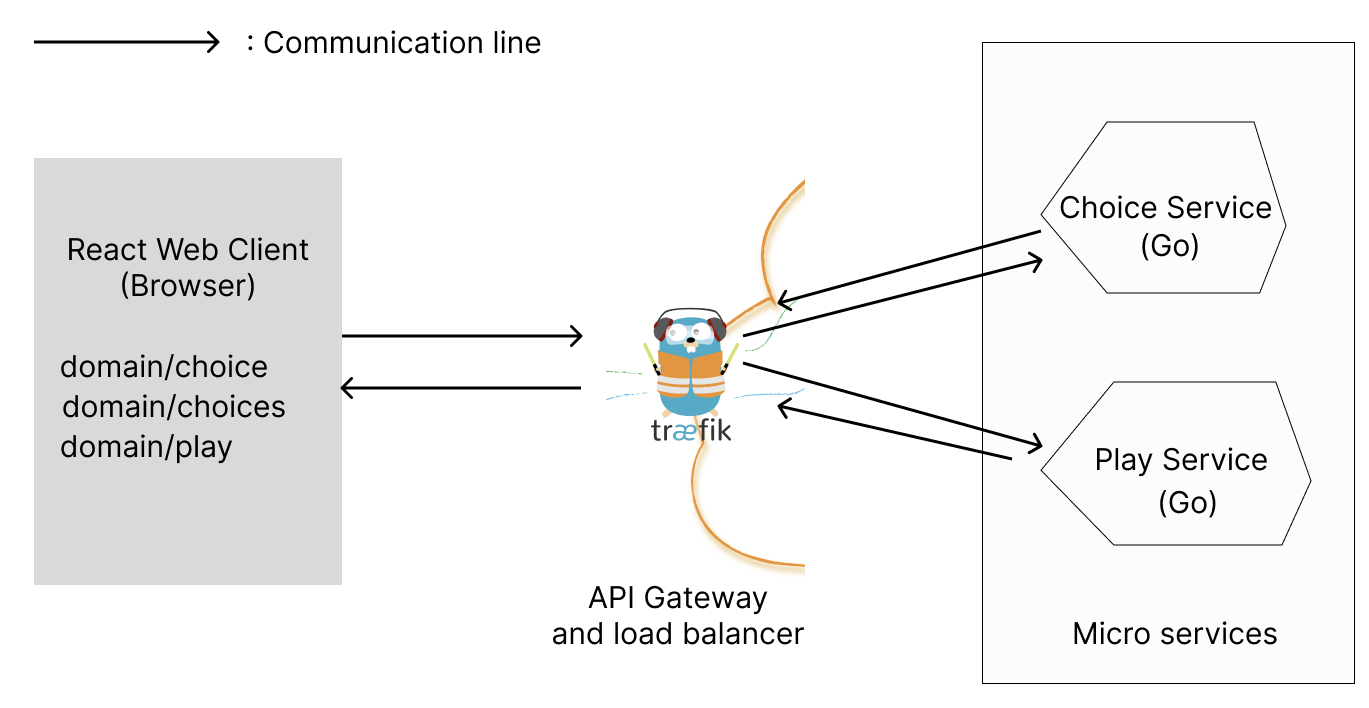 : Communication line
React Web Client
(Browser)
domain/choice
domain/choices
domain/play
træfik
API Gateway
and load balancer
Choice Service
(Go)
Play Service
(Go)
Micro services